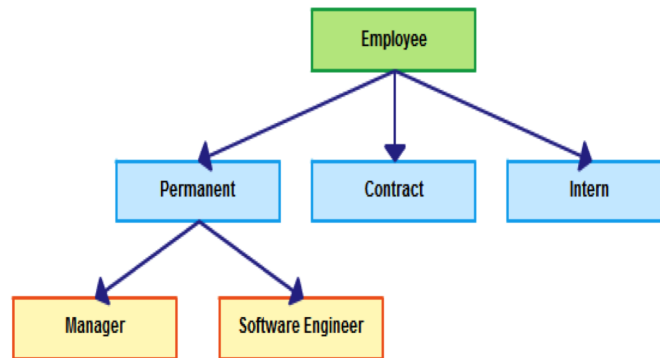 Employee
Permanent
Contract
Intern
Manager
Software Engineer